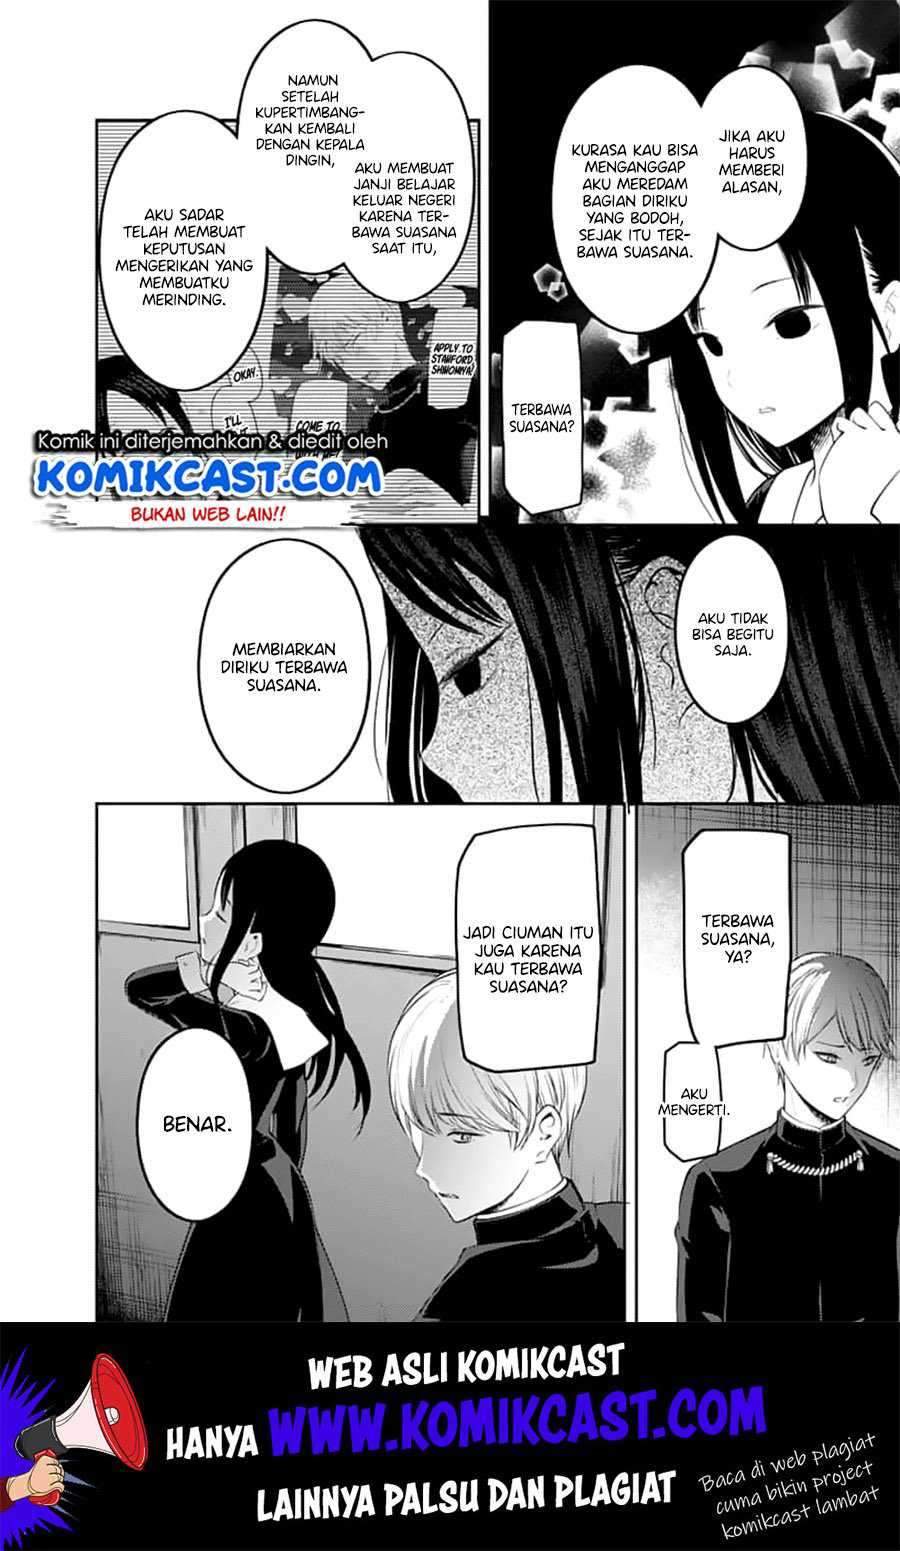 JIKA AKU
HARUS
MEMBERI
ALASAN,
KURASA KAU BISA
MENGANGGAP
AKU MEREDAM
BAGIAN DIRIKU
YANG BODOH,
SEJAK ITU TER-
BAWA SUASANA.
TERBAWA
SUASANA?
NAMUN
SETELAH
KUPERTIMBANG-
KAN KEMBALI
DENGAN KEPALA
DINGIN,
AKU MEMBUAT
JANJI BELAJAR
KELUAR NEGERI
KARENA TER-
BAWA SUASANA
SAAT ITU,
AKU SADAR
TELAH MEMBUAT
KEPUTUSAN
MENGERIKAN YANG
MEMBUATKU
MERINDING.
APPLY TO
STANFORD,
SHINOMIYA!
OKAY.
I'LL
COME TO
Komik ini diterjemahkan & diedit oleh
KOMIKCAST.COM
BUKAN WEB LAIN!!
AKU TIDAK
BISA BEGITU
SAJA.
MEMBIARKAN
DIRIKU TERBAWA
SUASANA.
TERBAWA
SUASANA,
YA?
AKU
MENGERTI.
JADI CIUMAN ITU
JUGA KARENA
KAU TERBAWA
SUASANA?
BENAR.
WEB ASLI KOMIKCAST
HANYA WWW.KOMIKCAST.COM
LAINNYA PALSU DAN PLAGIAT
Baca di web plagiat
cuma bikin project
komikcast lambat